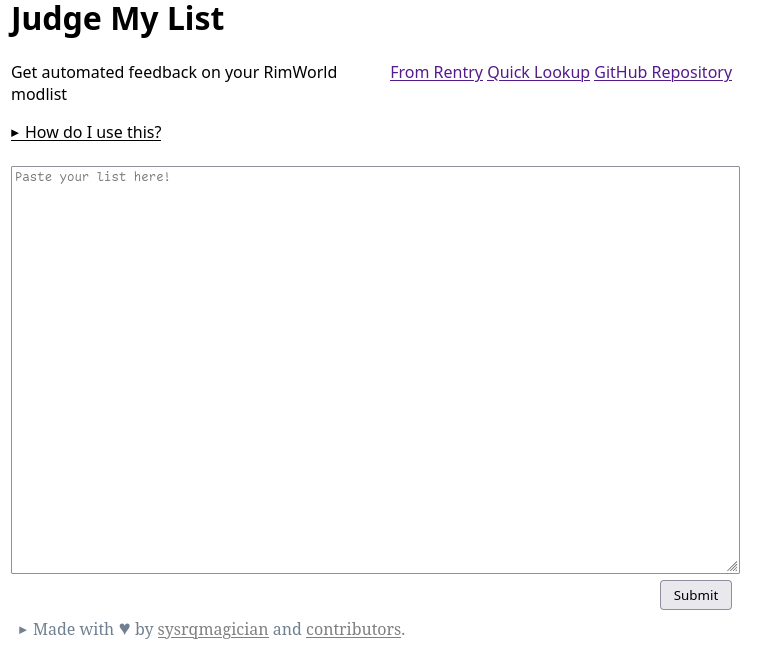 Judge My List
Get automated feedback on your RimWorld
modlist
From Rentry Quick Lookup GitHub Repository
▸ How do I use this?
Paste your list here!
Submit
▸ Made with ♥ by sysrqmagician and contributors.